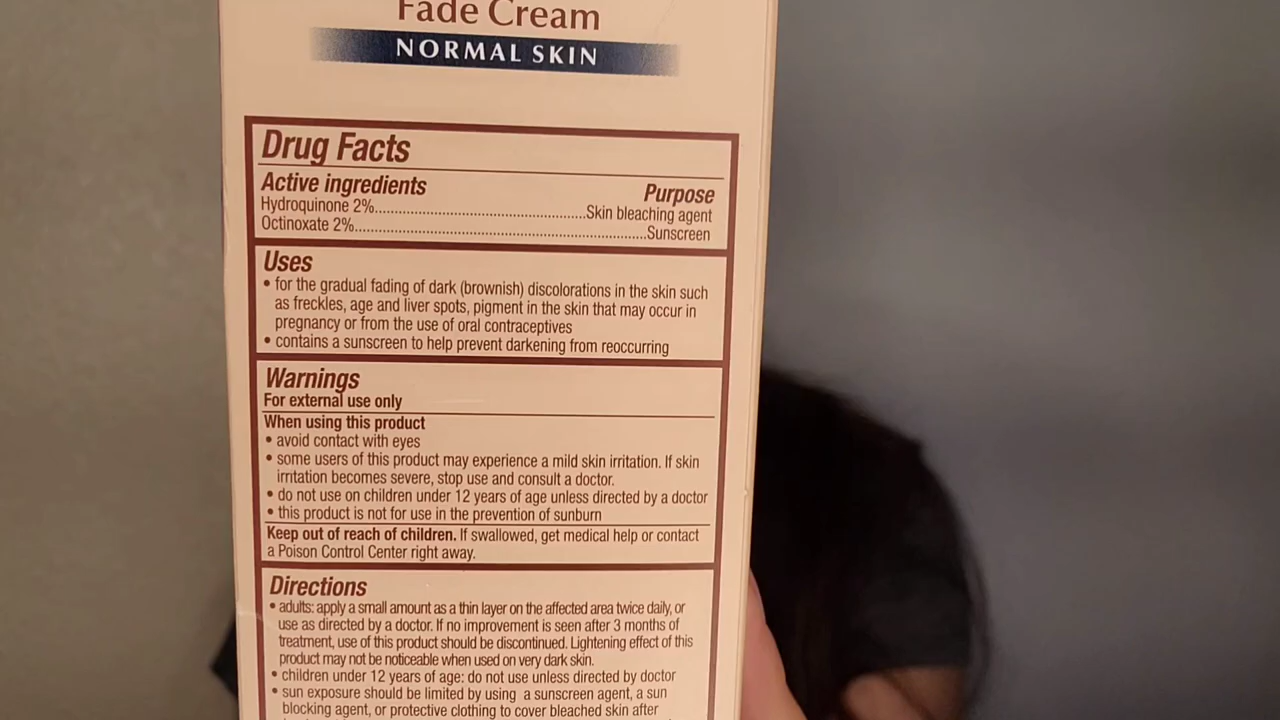 Fade Cream
NORMAL SKIN
Drug Facts
Active ingredients Purpose
Hydroquinone 2%..............................................Skin bleaching agent
Octinoxate 2%................................................................Sunscreen
Uses
• for the gradual fading of dark (brownish) discolorations in the skin such
as freckles, age and liver spots, pigment in the skin that may occur in
pregnancy or from the use of oral contraceptives
• contains a sunscreen to help prevent darkening from reoccurring
Warnings
For external use only
When using this product
• avoid contact with eyes
• some users of this product may experience a mild skin irritation. If skin
irritation becomes severe, stop use and consult a doctor.
• do not use on children under 12 years of age unless directed by a doctor
• this product is not for use in the prevention of sunburn
Keep out of reach of children. If swallowed, get medical help or contact
a Poison Control Center right away.
Directions
• adults: apply a small amount as a thin layer on the affected area twice daily, or
use as directed by a doctor. If no improvement is seen after 3 months of
treatment, use of this product should be discontinued. Lightening effect of this
product may not be noticeable when used on very dark skin.
• children under 12 years of age: do not use unless directed by doctor
• sun exposure should be limited by using a sunscreen agent, a sun
blocking agent, or protective clothing to cover bleached skin after